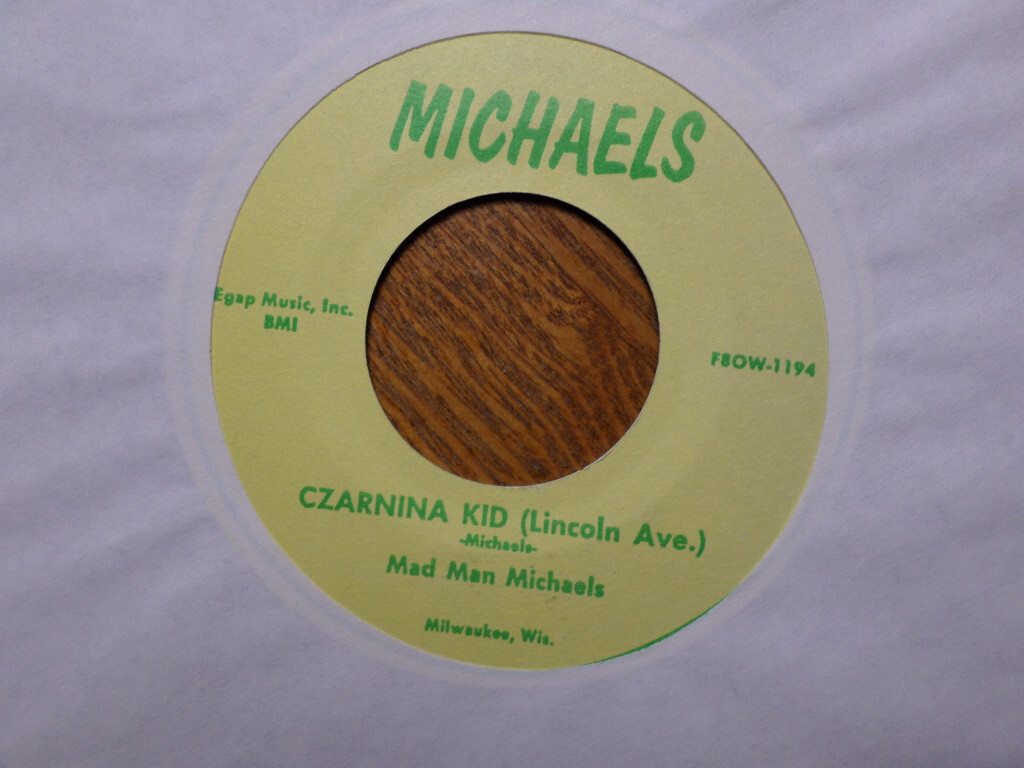 MICHAELS
Egap Music, Inc.
BMI
F8OW-1194
CZARNINA KID (Lincoln Ave.)
-Michaels-
Mad Man Michaels
Milwaukee, Wis.